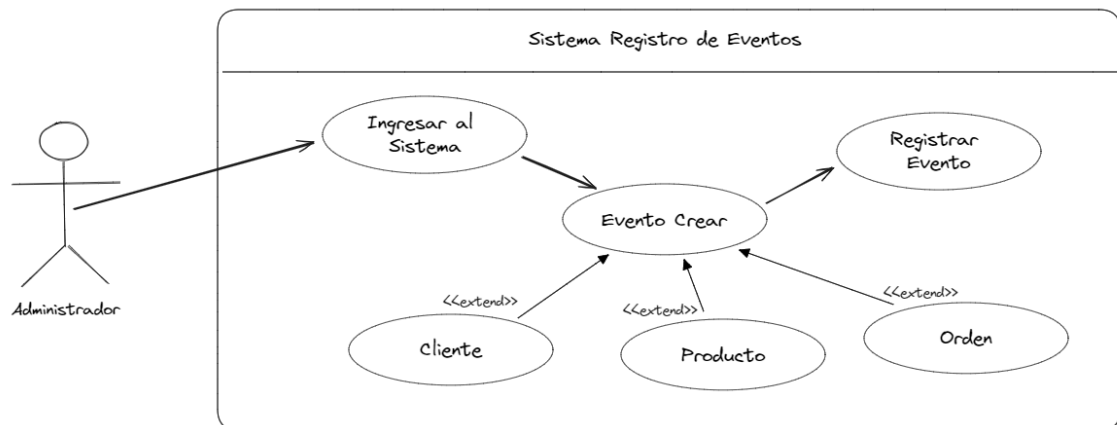 Sistema Registro de Eventos
Ingresar al
Sistema
Registrar
Evento
Evento Crear
Administrador
<<extend>>
<<extend>>
<<extend>>
Cliente
Producto
Orden